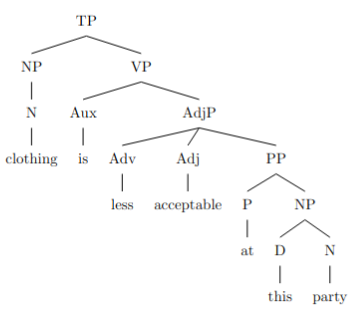 TP
NP VP
N Aux AdjP
clothing is Adv Adj PP
less acceptable P NP
at D N
this party